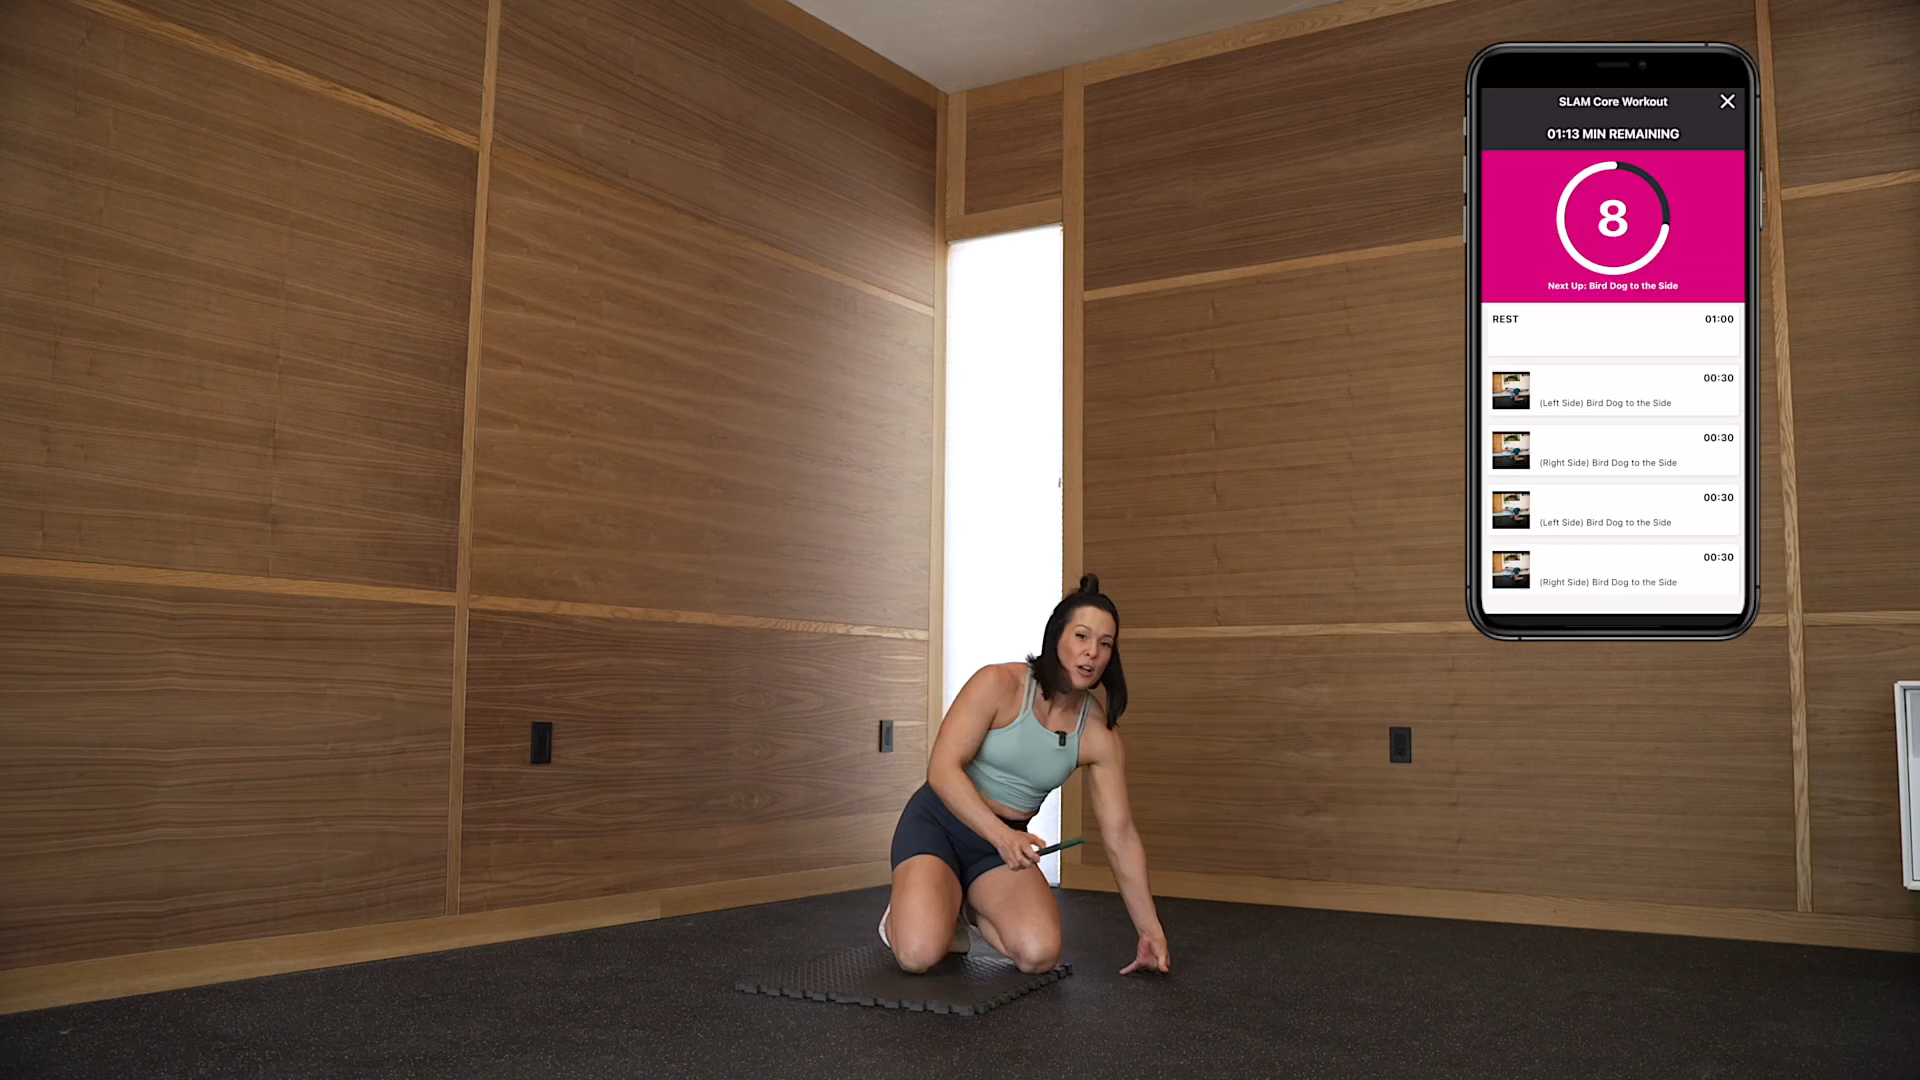 SLAM Core Workout
01:13 MIN REMAINING
8
Next Up: Bird Dog to the Side
REST 01:00
00:30
(Left Side) Bird Dog to the Side
00:30
(Right Side) Bird Dog to the Side
00:30
(Left Side) Bird Dog to the Side
00:30
(Right Side) Bird Dog to the Side